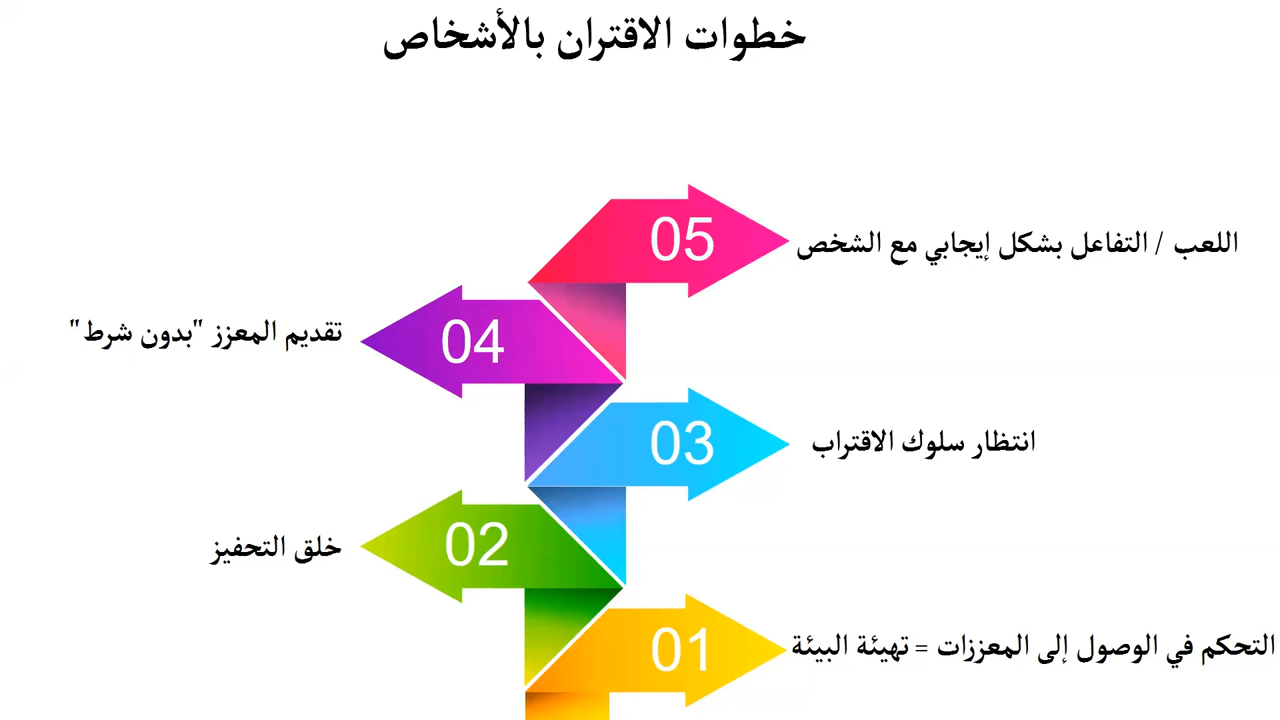 خطوات الاقتران بالأشخاص
05
اللعب / التفاعل بشكل إيجابي مع الشخص
04
تقديم المعزز "بدون شرط"
03
انتظار سلوك الاقتراب
02
خلق التحفيز
01
التحكم في الوصول إلى المعززات = تهيئة البيئة